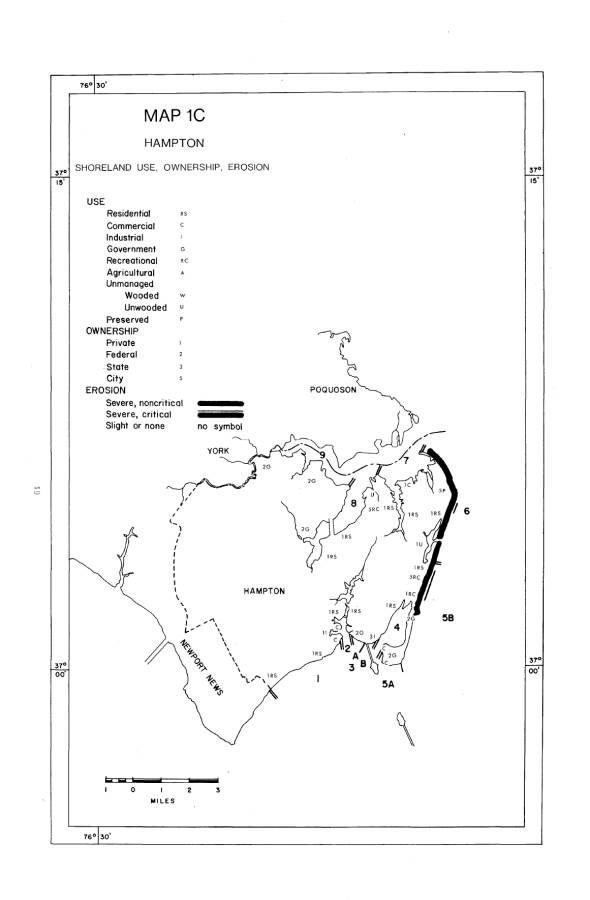 76° 30'
MAP 1C
HAMPTON
SHORELAND USE, OWNERSHIP, EROSION
37°
15'
37°
15'
USE
Residential RS
Commercial C
Industrial I
Government G
Recreational RC
Agricultural A
Unmanaged
Wooded W
Unwooded U
Preserved P
OWNERSHIP
Private 1
Federal 2
State 3
City 5
EROSION
Severe, noncritical
Severe, critical
Slight or none no symbol
POQUOSON
YORK
9
7
2G
2G
1C
5P
U
8
5RC
1RS
1RS
1RS
6
2G
1RS
1U
1RS
1RS
5RC
HAMPTON
1RC
1RS
1RS
1RS
2G
5B
4
C
1I
C
2
2G
3I
C
A
3
B
2G
C
1RS
1
5A
NEWPORT NEWS
1RS
37°
00'
37°
00'
1 0 1 2 3
MILES
76° 30'
19